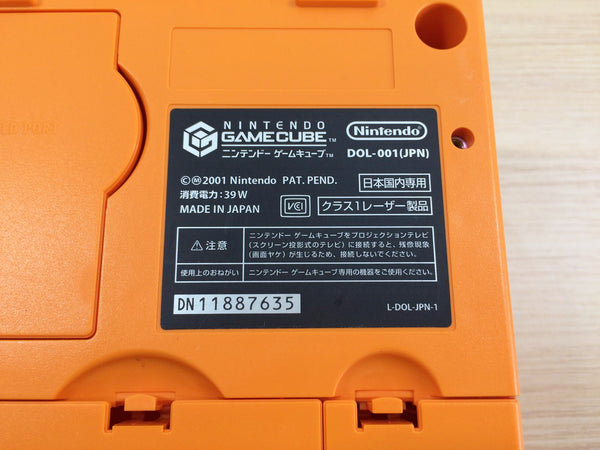 NINTENDO
GAMECUBE™
ニンテンドー ゲームキューブ™
Nintendo®
DOL-001(JPN)
©Ⓜ2001 Nintendo PAT. PEND.
日本国内専用
消費電力:39W
MADE IN JAPAN
VCI
クラス1レーザー製品
⚠注意
ニンテンドー ゲームキューブをプロジェクションテレビ
(スクリーン投影式のテレビ)に接続すると、残像現象
(画面ヤケ)が生じるため、接続しないでください。
使用上のおねがい
ニンテンドー ゲームキューブ専用の機器をご使用ください。
DN11887635
L-DOL-JPN-1